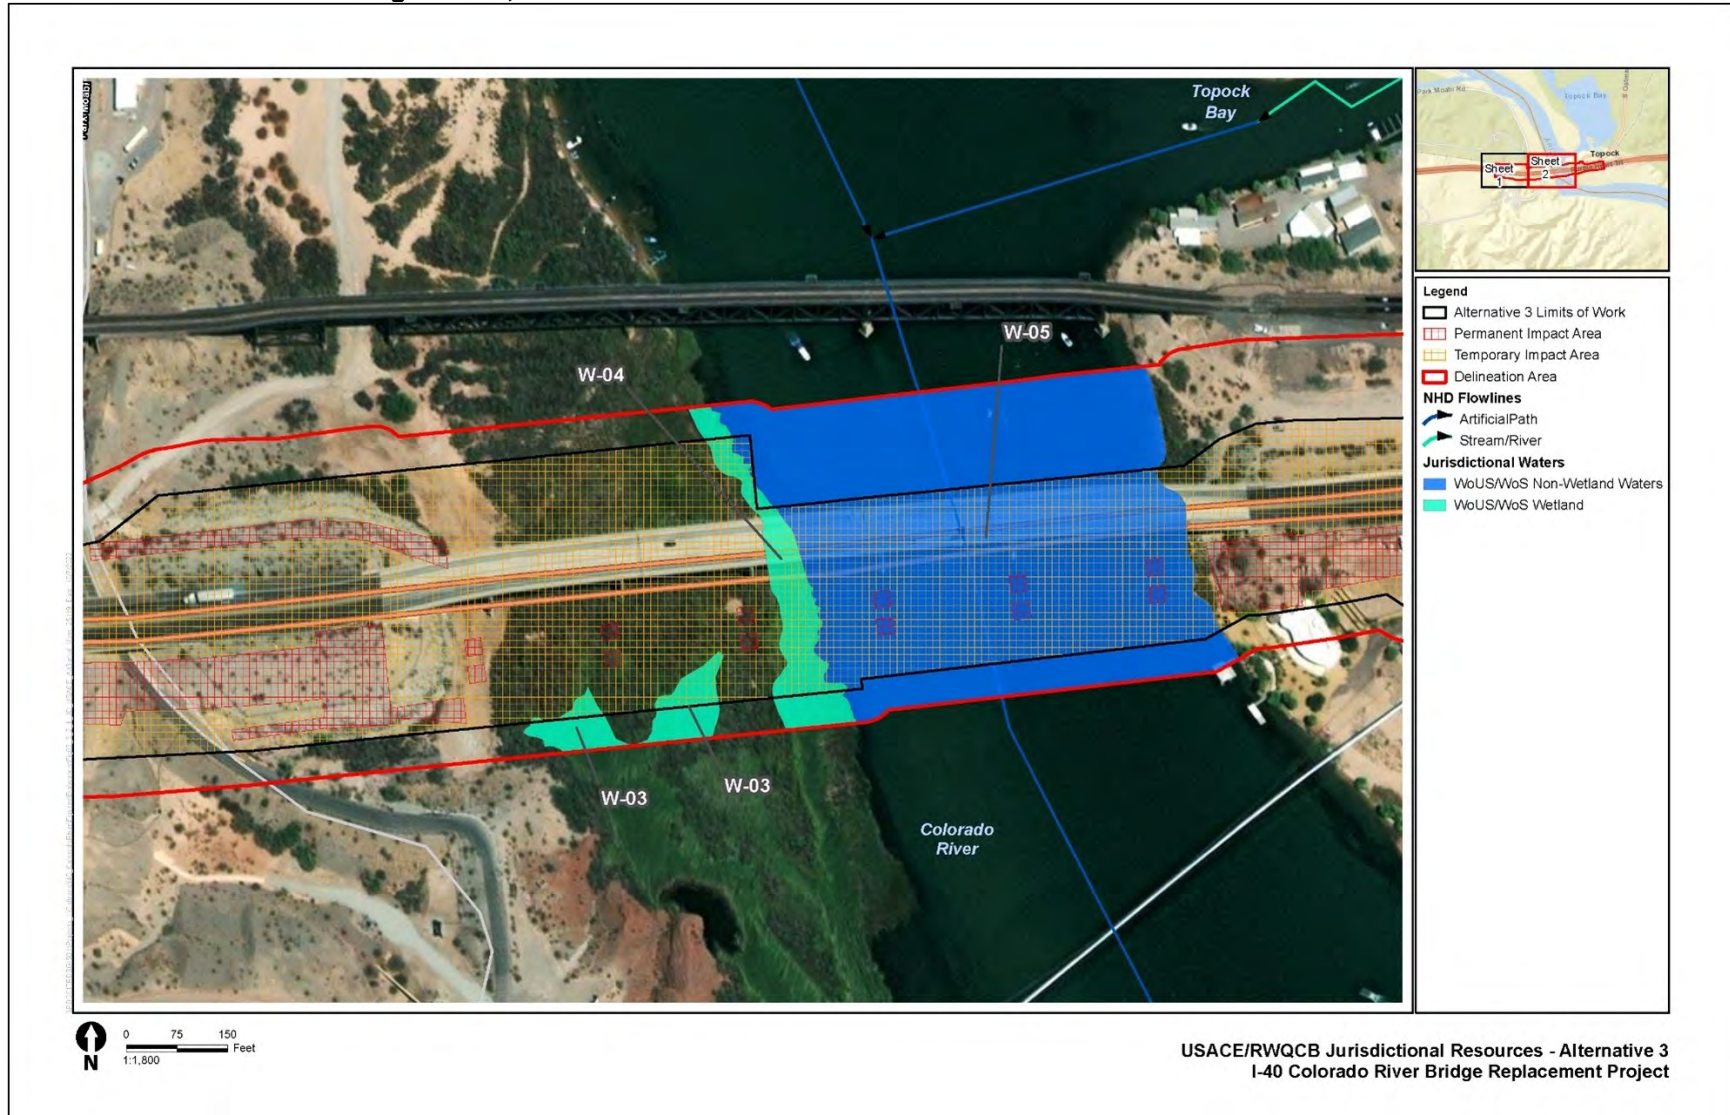 Topock
Bay
W-05
W-04
W-03
W-03
Colorado
River
Park Moabi Rd
Topock Bay
Topock
Sheet
1
Sheet
2
Legend
Alternative 3 Limits of Work
Permanent Impact Area
Temporary Impact Area
Delineation Area
NHD Flowlines
ArtificialPath
Stream/River
Jurisdictional Waters
WoUS/WoS Non-Wetland Waters
WoUS/WoS Wetland
N
0 75 150
Feet
1:1,800
USACE/RWQCB Jurisdictional Resources - Alternative 3
I-40 Colorado River Bridge Replacement Project